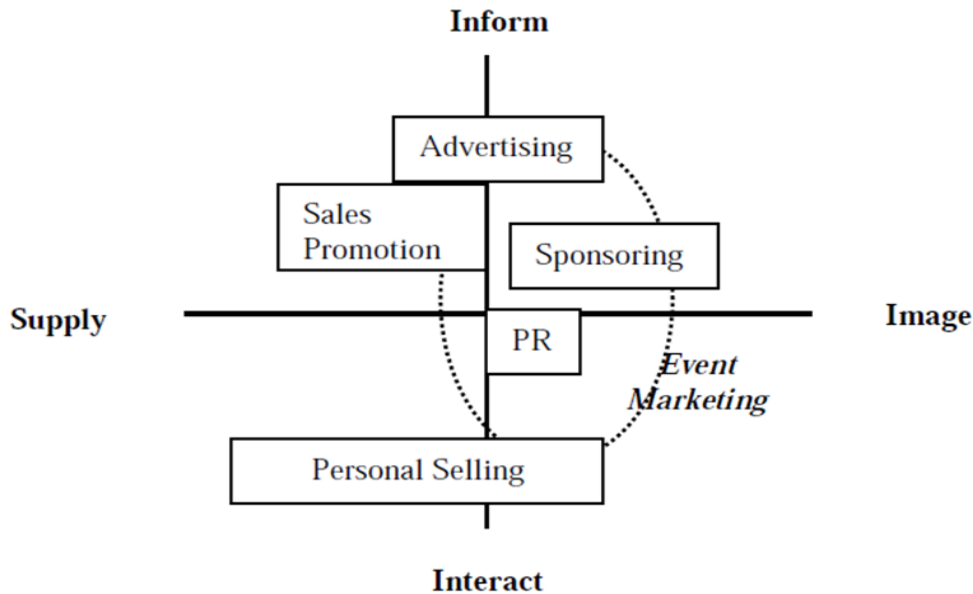 Inform
Advertising
Sales
Promotion
Sponsoring
Supply
Image
PR
Event
Marketing
Personal Selling
Interact